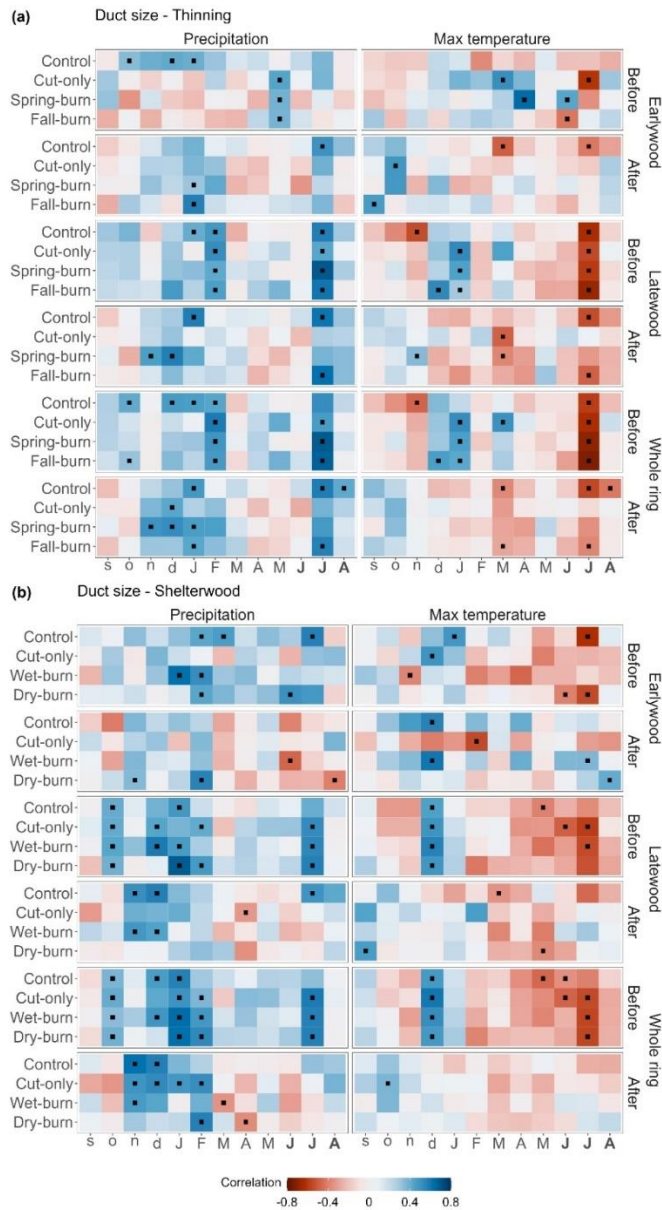 (a) Duct size - Thinning
Precipitation Max temperature
Control
Cut-only
Spring-burn
Fall-burn
Before
Earlywood
Control
Cut-only
Spring-burn
Fall-burn
After
Control
Cut-only
Spring-burn
Fall-burn
Before
Latewood
Control
Cut-only
Spring-burn
Fall-burn
After
Control
Cut-only
Spring-burn
Fall-burn
Before
Whole ring
Control
Cut-only
Spring-burn
Fall-burn
After
s o n d J F M A M J J A s o n d J F M A M J J A
(b) Duct size - Shelterwood
Precipitation Max temperature
Control
Cut-only
Wet-burn
Dry-burn
Before
Earlywood
Control
Cut-only
Wet-burn
Dry-burn
After
Control
Cut-only
Wet-burn
Dry-burn
Before
Latewood
Control
Cut-only
Wet-burn
Dry-burn
After
Control
Cut-only
Wet-burn
Dry-burn
Before
Whole ring
Control
Cut-only
Wet-burn
Dry-burn
After
s o n d J F M A M J J A s o n d J F M A M J J A
Correlation
-0.8 -0.4 0 0.4 0.8